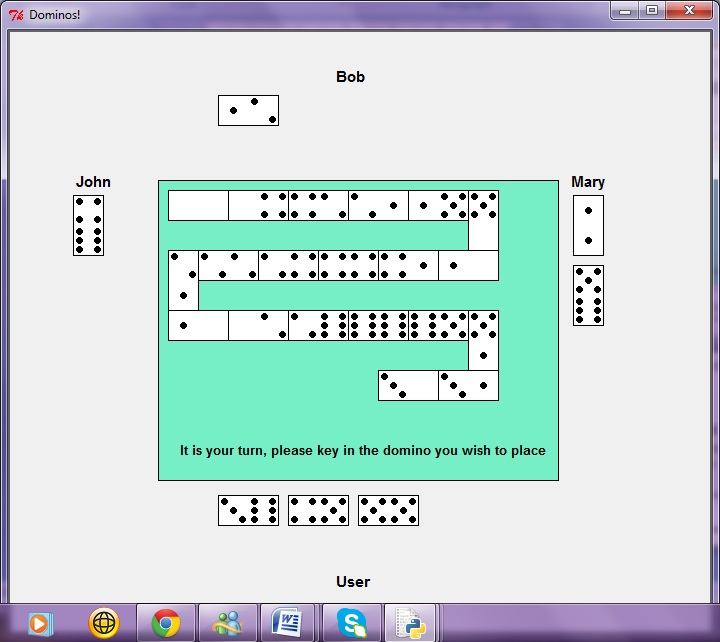 Dominos!
Bob
John
Mary
It is your turn, please key in the domino you wish to place
User